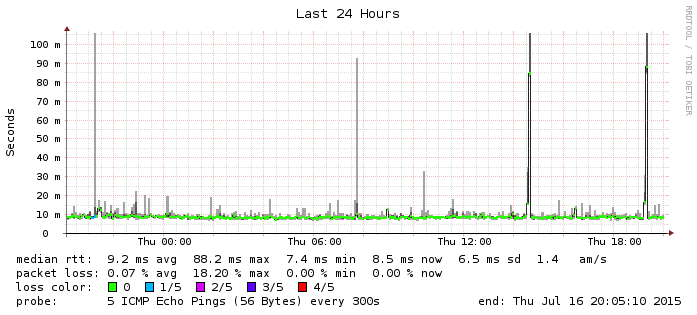 Last 24 Hours
RRDTOOL / TOBI OETIKER
Seconds
100 m
90 m
80 m
70 m
60 m
50 m
40 m
30 m
20 m
10 m
0
Thu 00:00 Thu 06:00 Thu 12:00 Thu 18:00
median rtt: 9.2 ms avg 88.2 ms max 7.4 ms min 8.5 ms now 6.5 ms sd 1.4 am/s
packet loss: 0.07 % avg 18.20 % max 0.00 % min 0.00 % now
loss color: 0 1/5 2/5 3/5 4/5
probe: 5 ICMP Echo Pings (56 Bytes) every 300s end: Thu Jul 16 20:05:10 2015